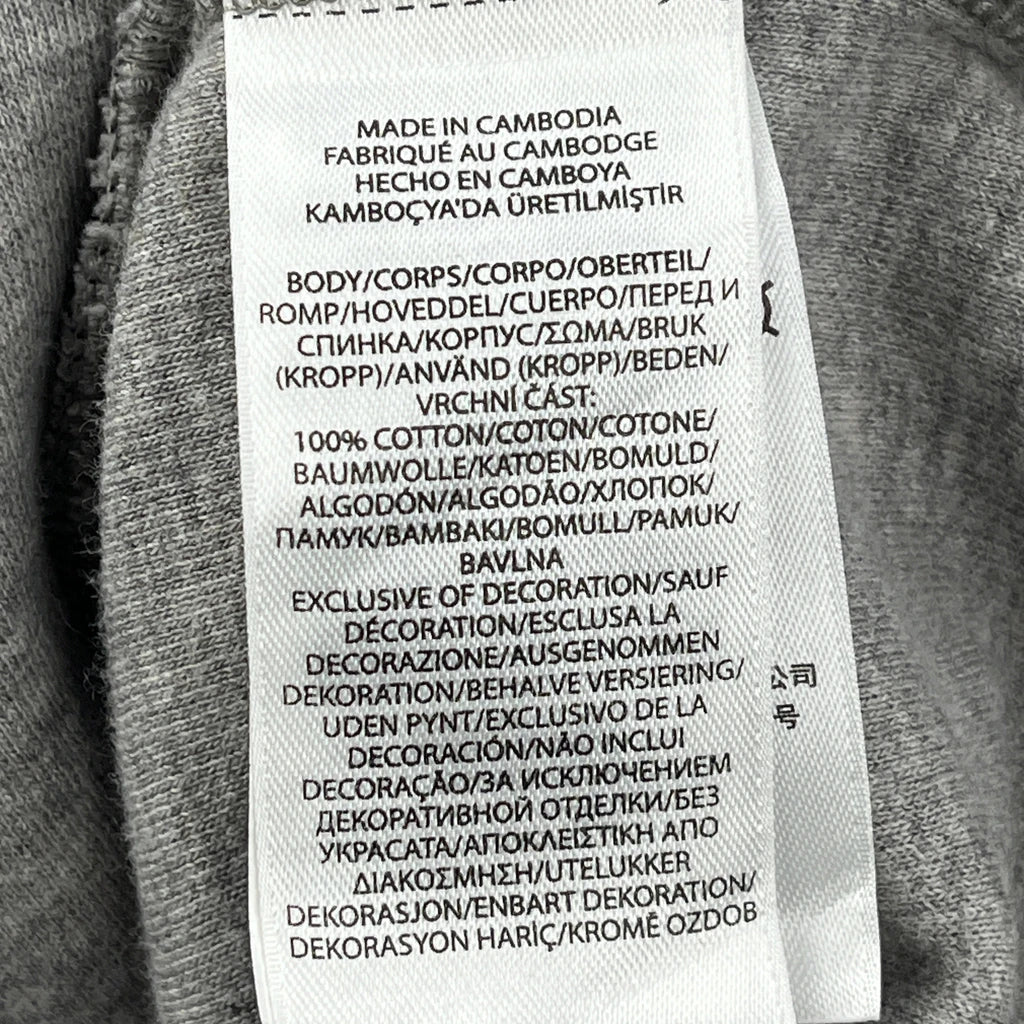 MADE IN CAMBODIA
FABRIQUÉ AU CAMBODGE
HECHO EN CAMBOYA
KAMBOÇYA'DA ÜRETİLMİŞTİR
BODY/CORPS/CORPO/OBERTEIL/
ROMP/HOVEDDEL/CUERPO/ПЕРЕД И
СПИНКА/КОРПУС/ΣΩΜΑ/BRUK
(KROPP)/ANVÄND (KROPP)/BEDEN/
VRCHNÍ ČÁST:
100% COTTON/COTON/COTONE/
BAUMWOLLE/KATOEN/BOMULD/
ALGODÓN/ALGODÃO/ХЛОПОК/
ПАМУК/ΒΑΜΒΑΚΙ/BOMULL/PAMUK/
BAVLNA
EXCLUSIVE OF DECORATION/SAUF
DÉCORATION/ESCLUSA LA
DECORAZIONE/AUSGENOMMEN
DEKORATION/BEHALVE VERSIERING/
UDEN PYNT/EXCLUSIVO DE LA
DECORACIÓN/NÃO INCLUI
DECORAÇÃO/ЗА ИСКЛЮЧЕНИЕМ
ДЕКОРАТИВНОЙ ОТДЕЛКИ/БЕЗ
УКРАСАТА/ΑΠΟΚΛΕΙΣΤΙΚΗ ΑΠΟ
ΔΙΑΚΟΣΜΗΣΗ/UTELUKKER
DEKORASJON/ENBART DEKORATION/
DEKORASYON HARİÇ/KROMĚ OZDOB
公司
号